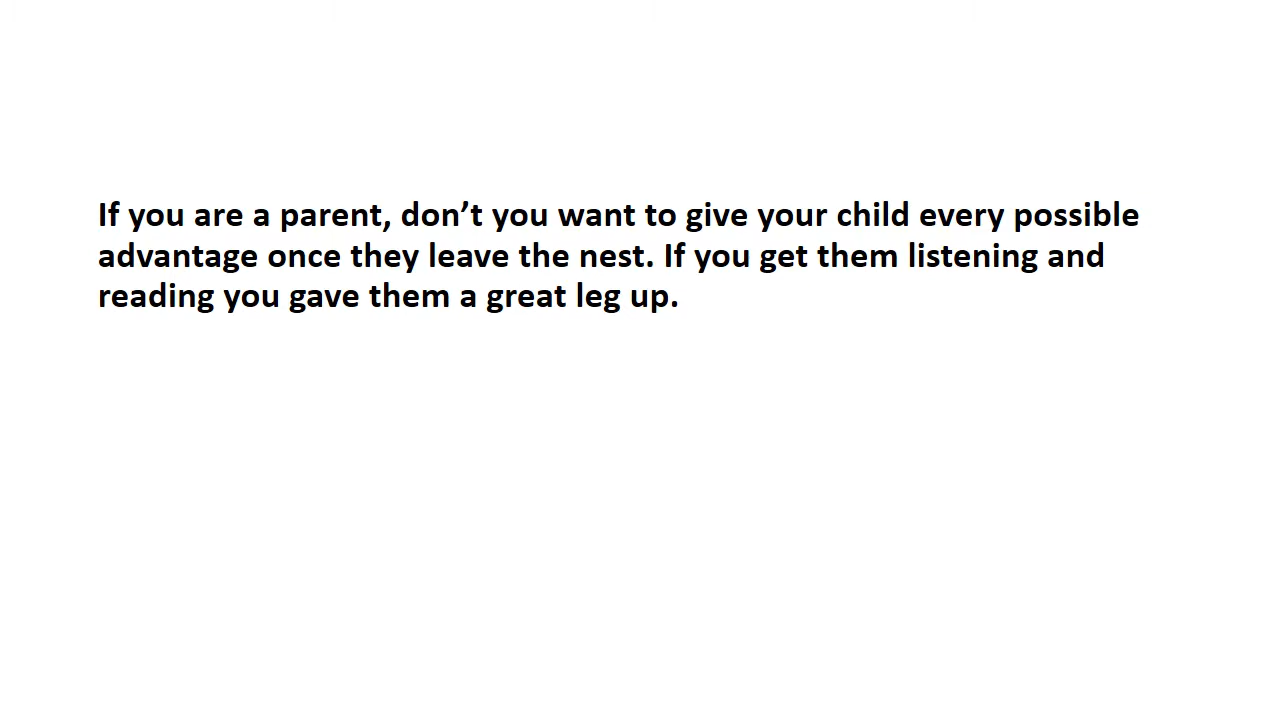 If you are a parent, don’t you want to give your child every possible
advantage once they leave the nest. If you get them listening and
reading you gave them a great leg up.